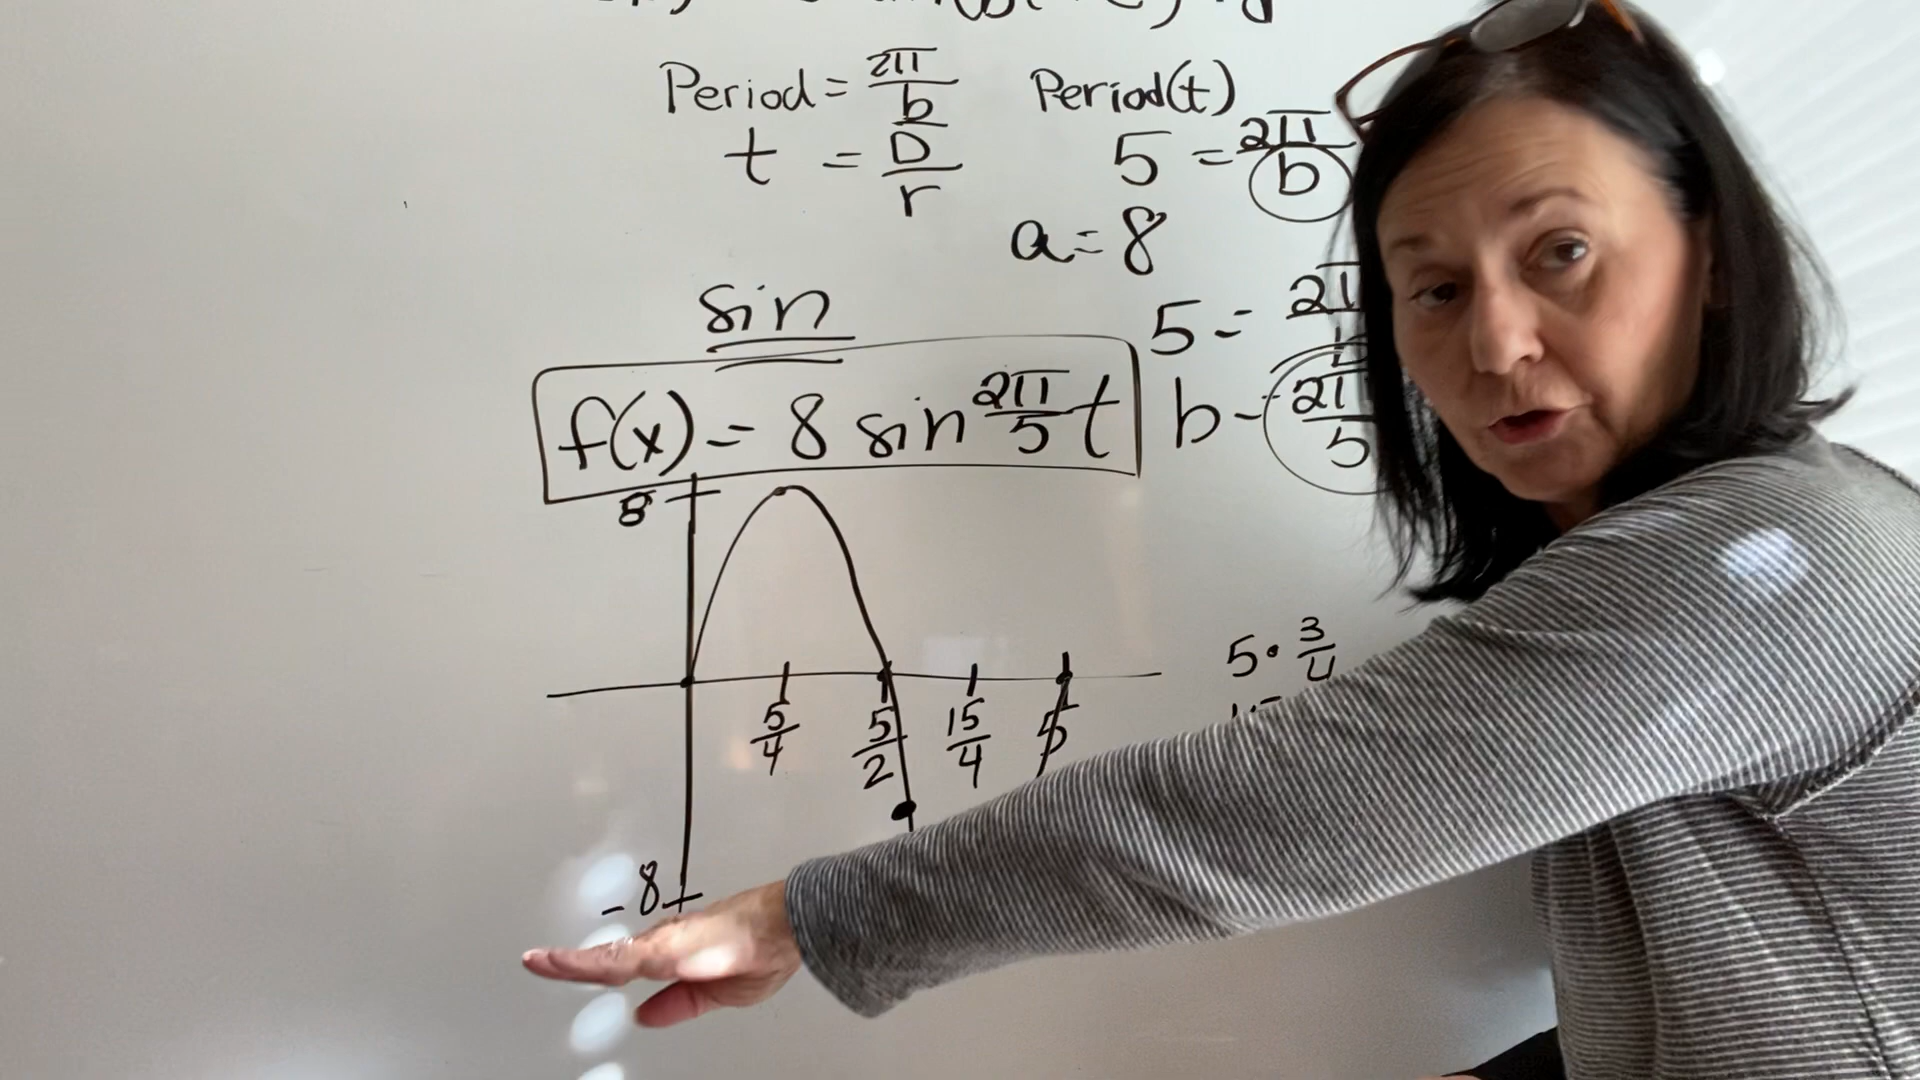 Period = 2π/b
t = D/r
Period(t)
5 = 2π/b
a = 8
sin
f(x) = 8 sin 2π/5 t
5 =
b = 2π/5
8
5/4 5/2 15/4 5
-8
5 · 3/4